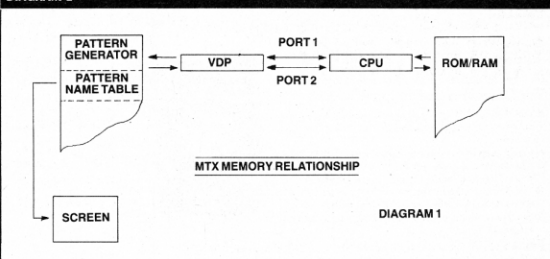 PATTERN
GENERATOR
PATTERN
NAME TABLE
VDP
PORT 1
PORT 2
CPU
ROM/RAM
MTX MEMORY RELATIONSHIP
SCREEN
DIAGRAM 1